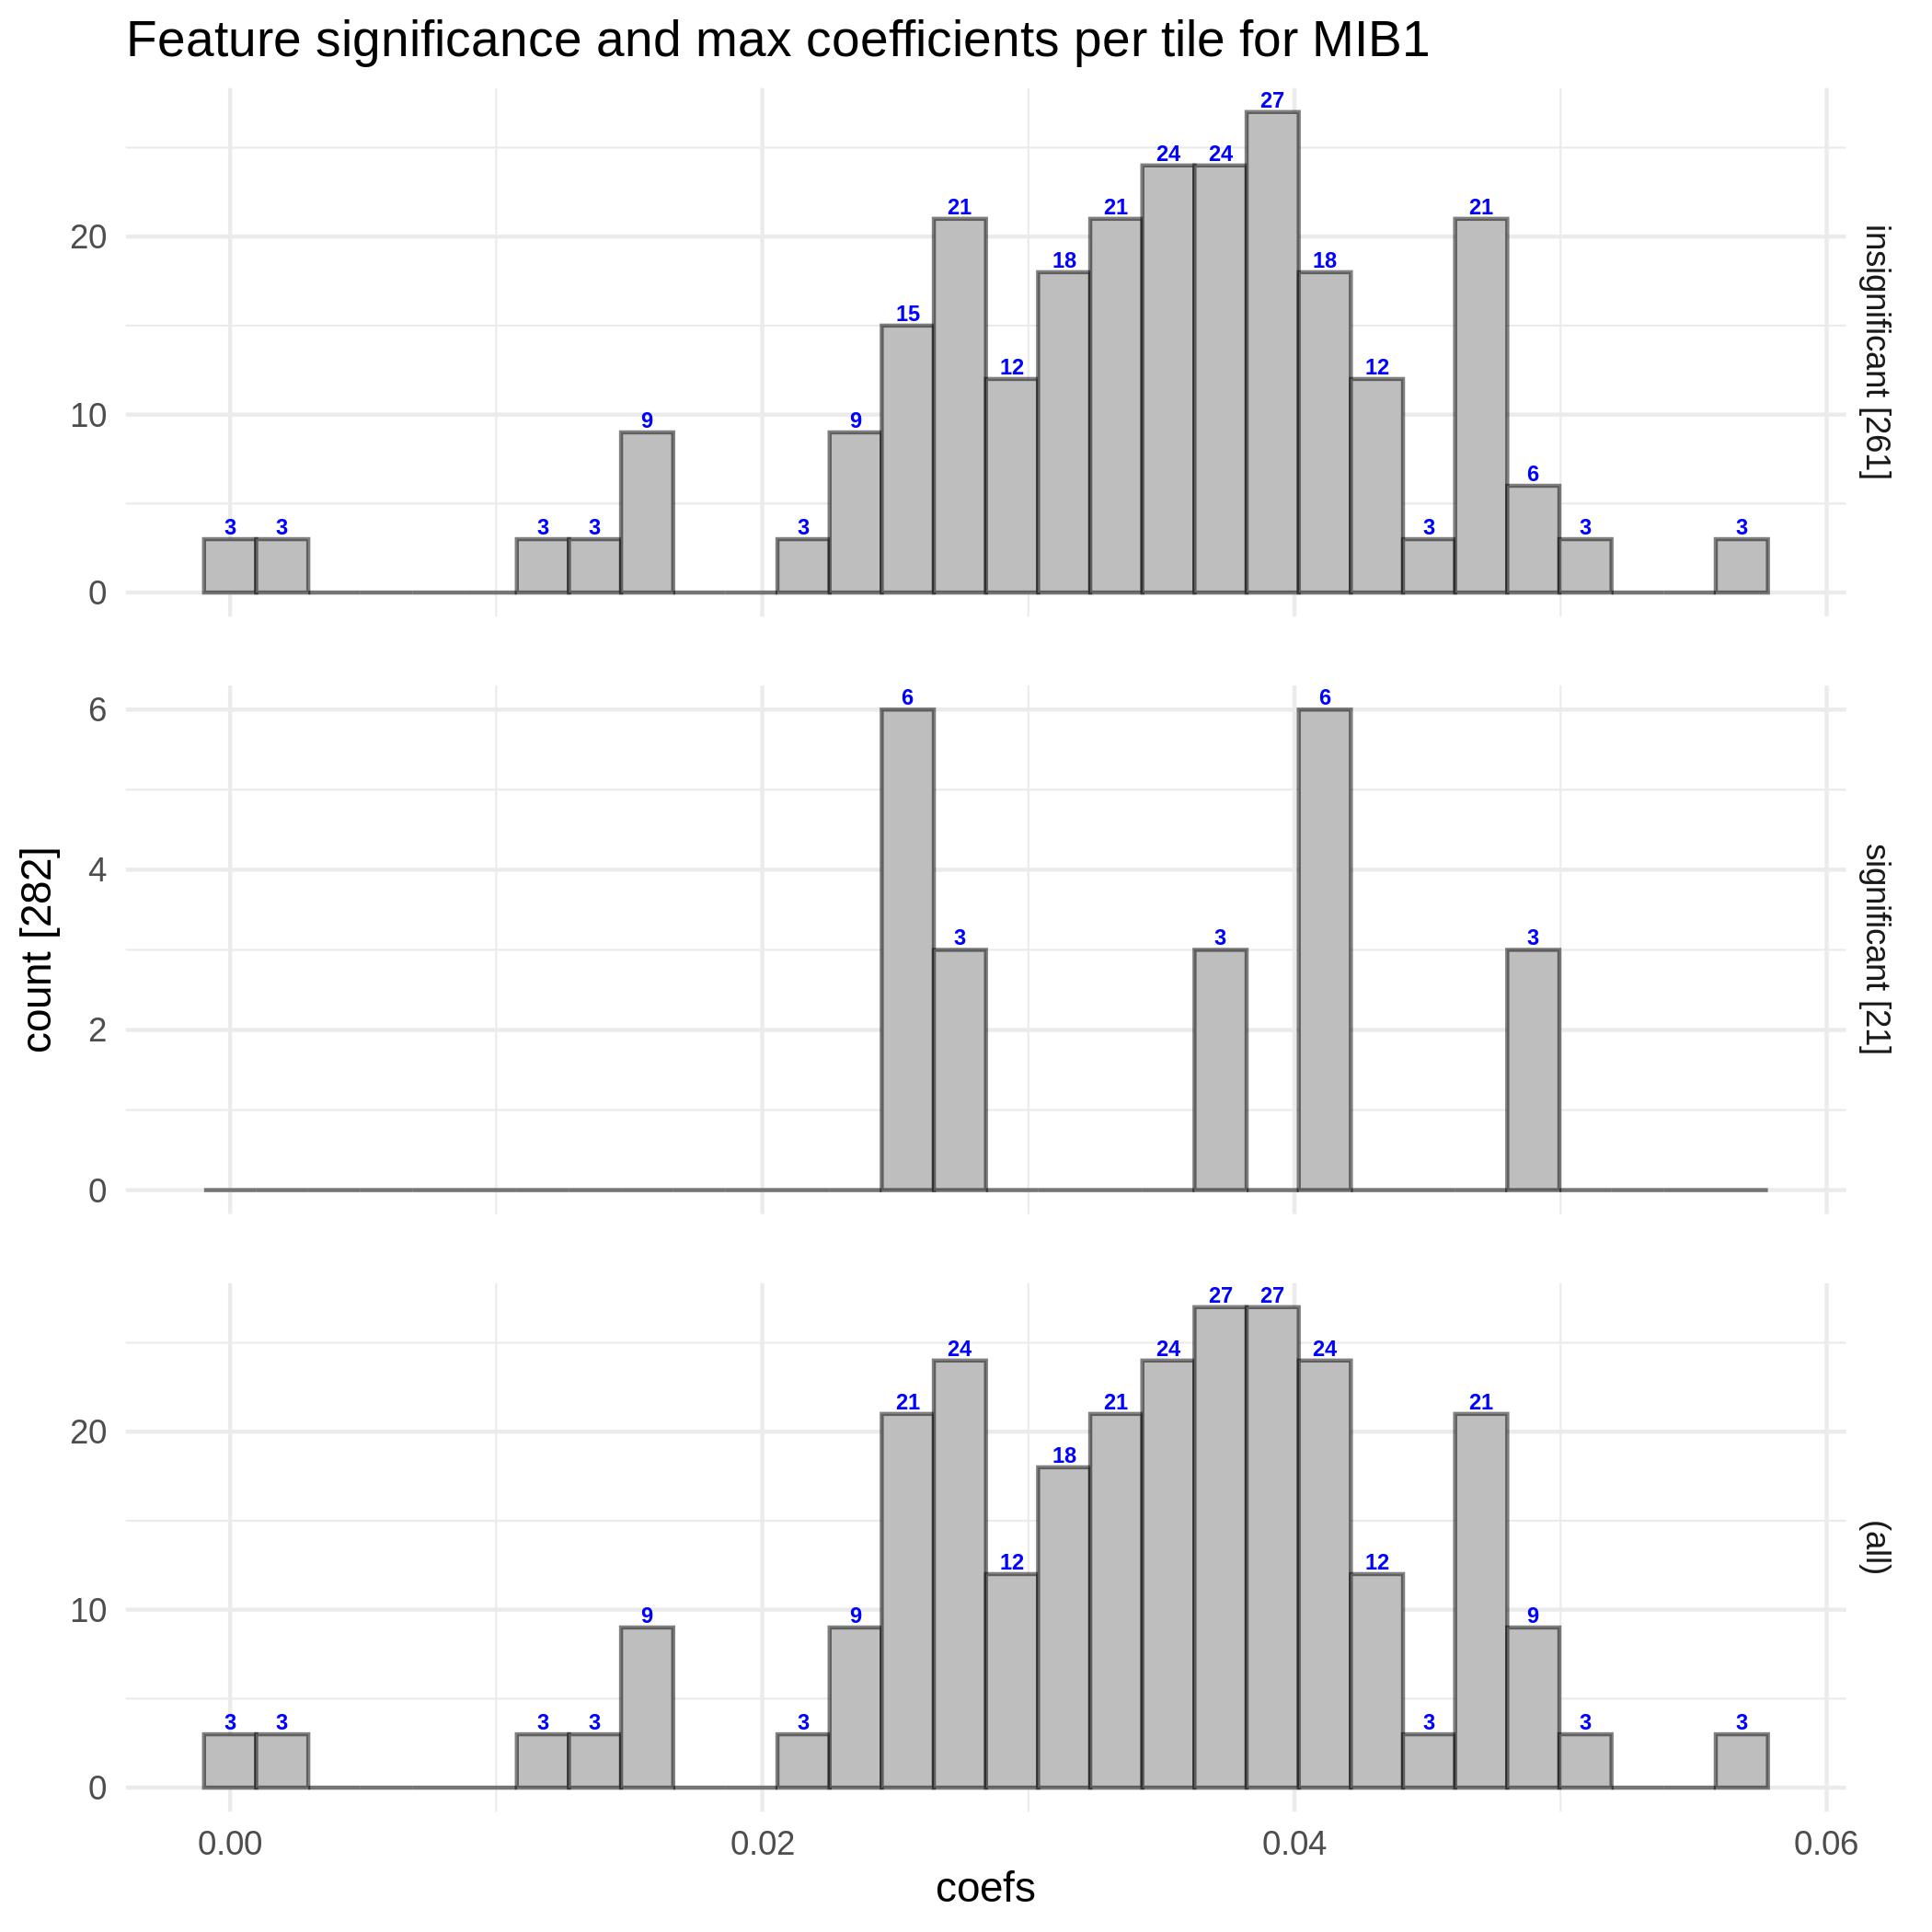 Feature significance and max coefficients per tile for MIB1
27
24 24
21 21 21
20
18 18
15
12 12
10
9 9
6
3 3 3 3 3 3 3 3
0
insignificant [261]
count [282]
6 6
6
4
3 3 3
2
0
significant [21]
27 27
24 24 24
21 21 21
20
18
12 12
10
9 9 9
3 3 3 3 3 3 3 3
0
(all)
0.00 0.02 0.04 0.06
coefs